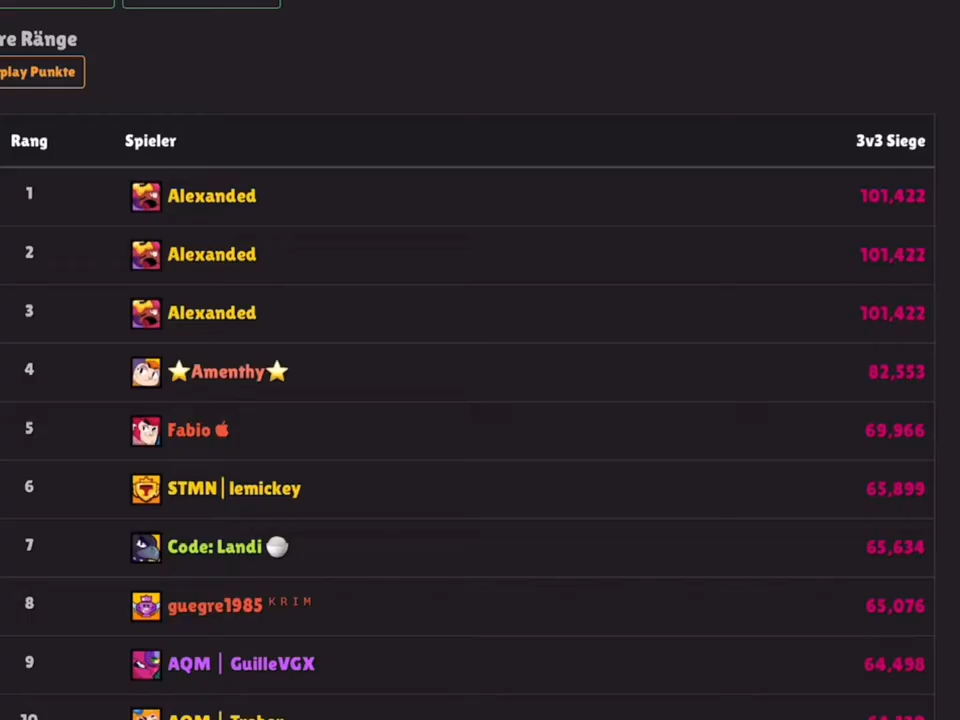 re Ränge
play Punkte
Rang Spieler 3v3 Siege
1 Alexanded 101,422
2 Alexanded 101,422
3 Alexanded 101,422
4 ⭐Amenthy⭐ 82,553
5 Fabio 69,966
6 STMN|lemickey 65,899
7 Code: Landi 65,634
8 guegre1985 ᴷᴿᴵᴹ 65,076
9 AQM | GuilleVGX 64,498
10 AQM |